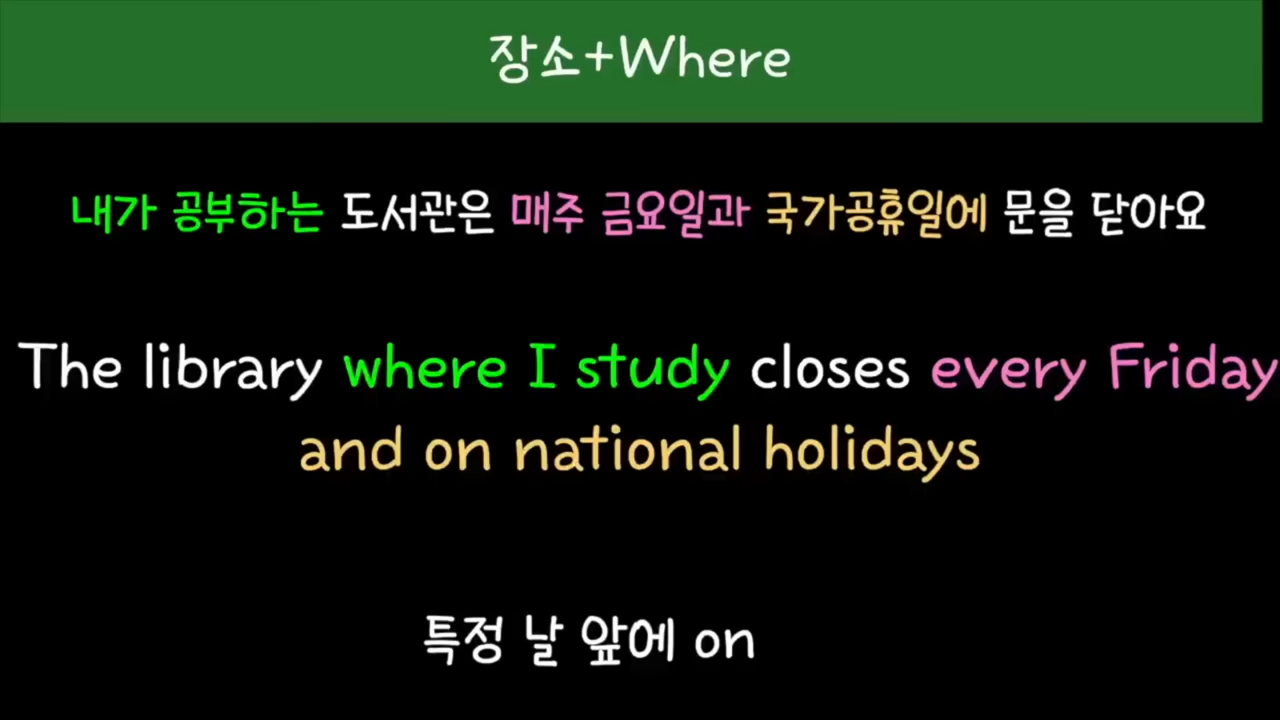 장소+Where
내가 공부하는 도서관은 매주 금요일과 국가공휴일에 문을 닫아요
The library where I study closes every Friday
and on national holidays
특정 날 앞에 on